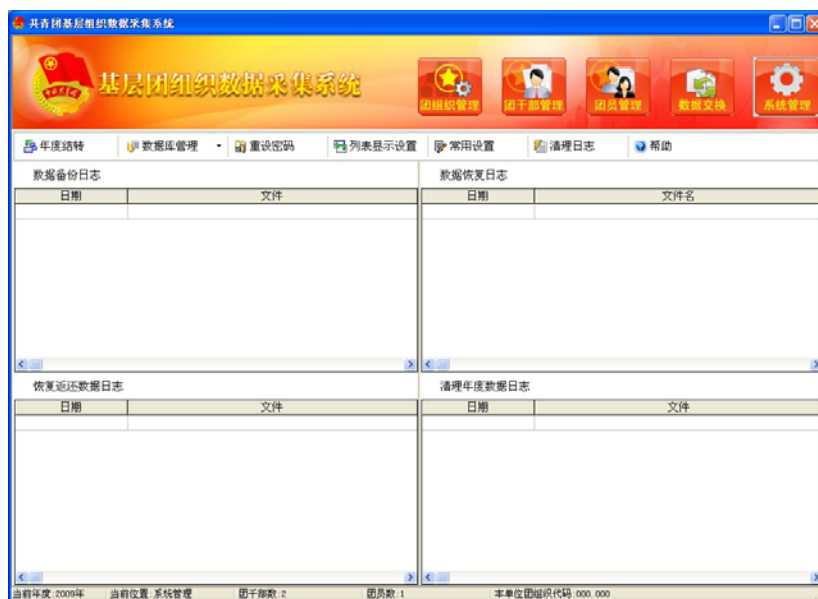 共青团基层组织数据采集系统
基层团组织数据采集系统
团组织管理 团干部管理 团员管理 数据交换 系统管理
年度结转 数据库管理 重设密码 列表显示设置 常用设置 清理日志 帮助
数据备份日志 数据恢复日志
日期 文件 日期 文件名
恢复返还数据日志 清理年度数据日志
日期 文件 日期 文件
当前年度:2009年 当前位置:系统管理 团干部数:2 团员数:1 本单位团组织代码:000.000